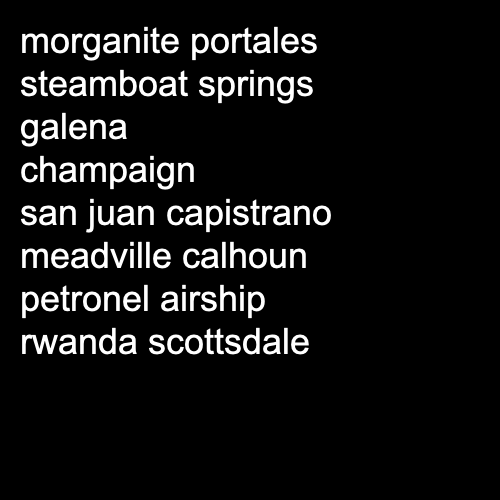 morganite portales
steamboat springs
galena
champaign
san juan capistrano
meadville calhoun
petronel airship
rwanda scottsdale